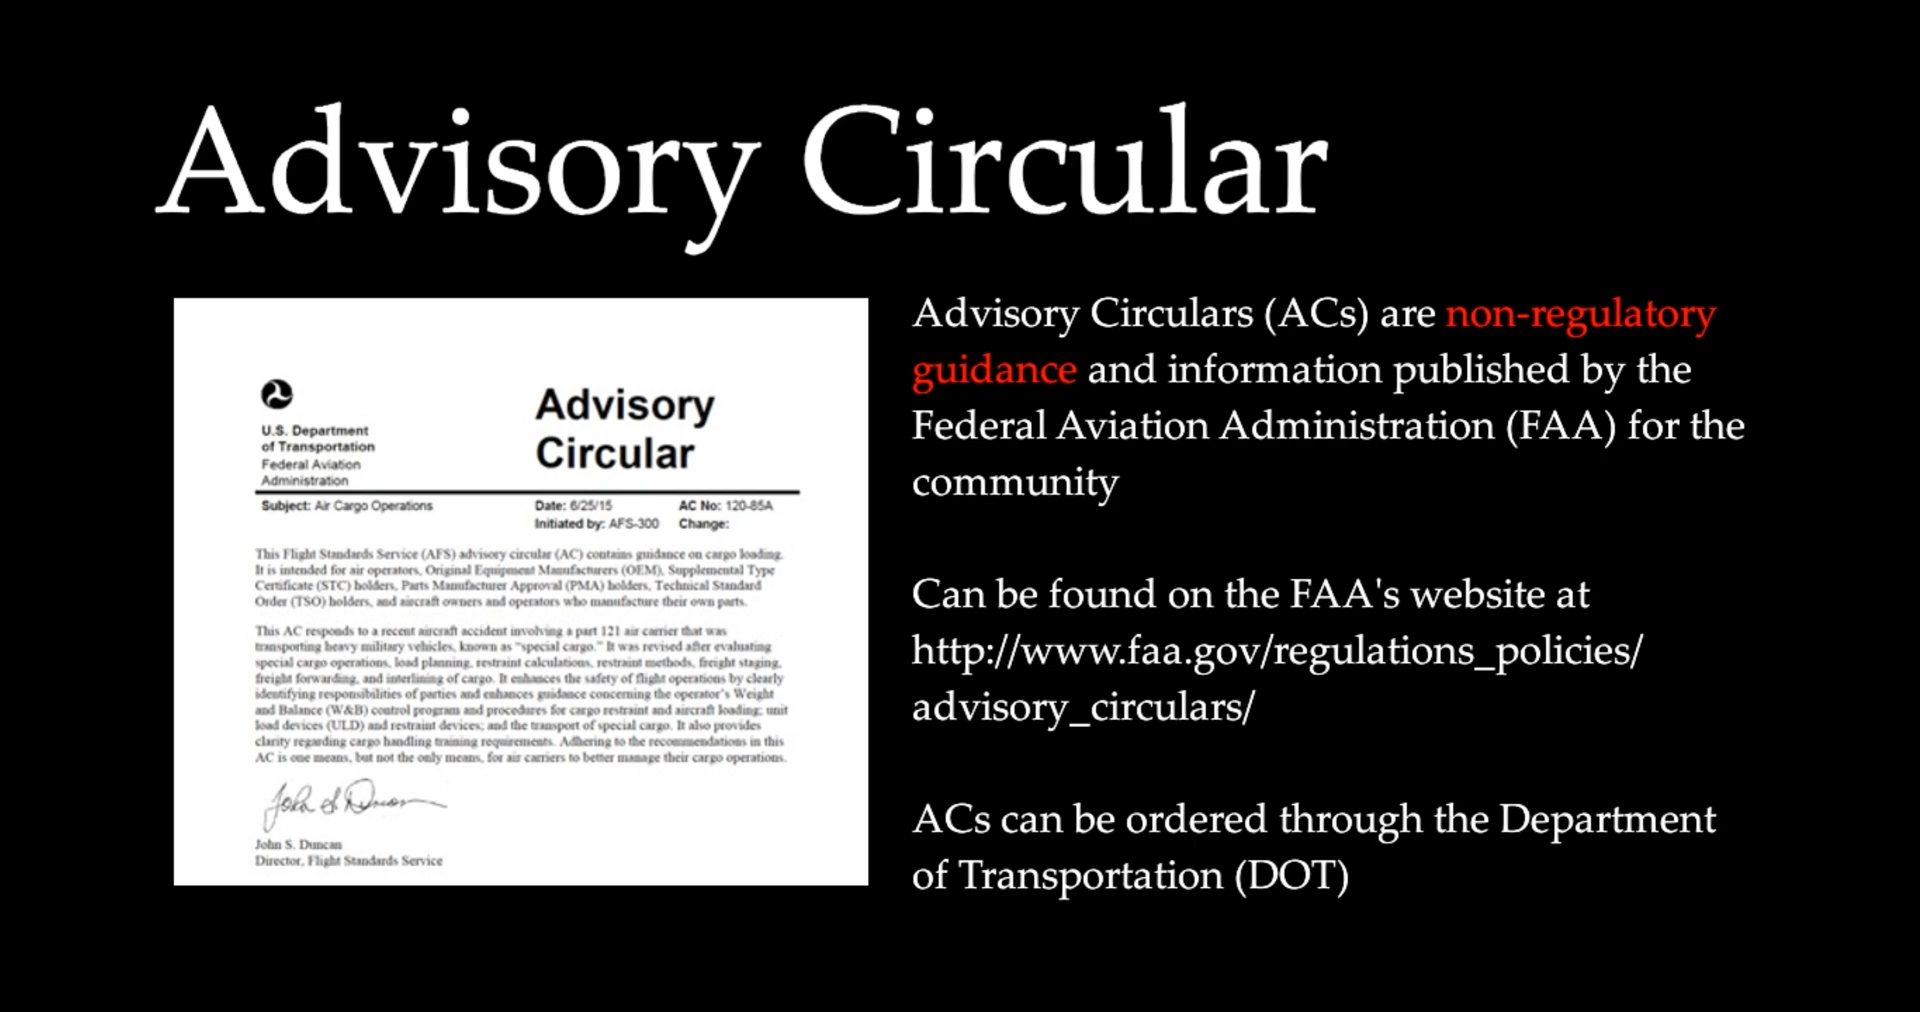 Advisory Circular
U.S. Department
of Transportation
Federal Aviation
Administration
Advisory
Circular
Subject: Air Cargo Operations
Date: 6/25/15
AC No: 120-85A
Initiated by: AFS-300
Change:
This Flight Standards Service (AFS) advisory circular (AC) contains guidance on cargo loading.
It is intended for air operators, Original Equipment Manufacturers (OEM), Supplemental Type
Certificate (STC) holders, Parts Manufacturer Approval (PMA) holders, Technical Standard
Order (TSO) holders, and aircraft owners and operators who manufacture their own parts.
This AC responds to a recent aircraft accident involving a part 121 air carrier that was
transporting heavy military vehicles, known as "special cargo." It was revised after evaluating
special cargo operations, load planning, restraint calculations, restraint methods, freight staging,
freight forwarding, and interlining of cargo. It enhances the safety of flight operations by clearly
identifying responsibilities of parties and enhances guidance concerning the operator's Weight
and Balance (W&B) control program and procedures for cargo restraint and aircraft loading; unit
load devices (ULD) and restraint devices; and the transport of special cargo. It also provides
clarity regarding cargo handling training requirements. Adhering to the recommendations in this
AC is one means, but not the only means, for air carriers to better manage their cargo operations.
John S. Duncan
John S. Duncan
Director, Flight Standards Service
Advisory Circulars (ACs) are non-regulatory
guidance and information published by the
Federal Aviation Administration (FAA) for the
community
Can be found on the FAA's website at
http://www.faa.gov/regulations_policies/
advisory_circulars/
ACs can be ordered through the Department
of Transportation (DOT)